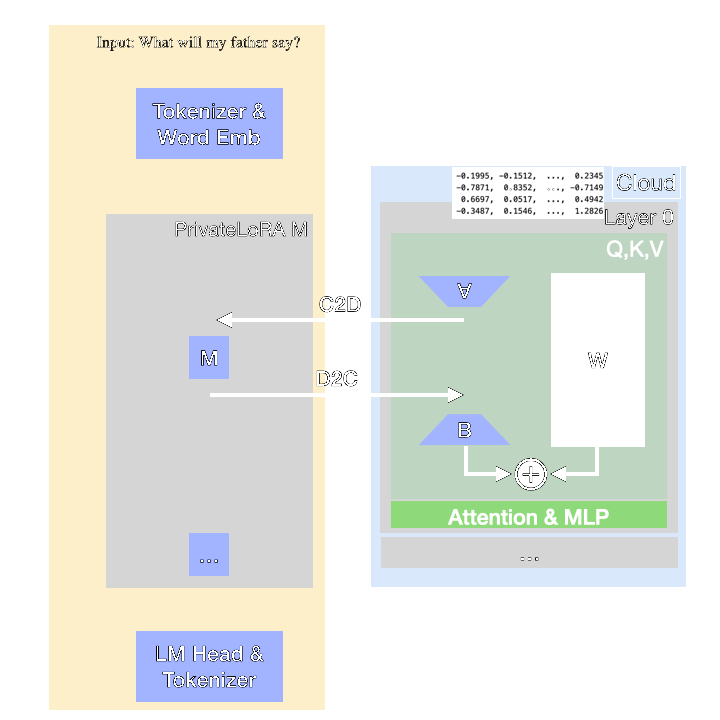 Input: What will my father say?
Tokenizer &
Word Emb
PrivateLoRA M
C2D
M
D2C
...
LM Head &
Tokenizer
-0.1995, -0.1512, ..., 0.2345
-0.7871, 0.8352, ..., -0.7149
0.6697, 0.0517, ..., 0.4942
-0.3487, 0.1546, ..., 1.2826
Cloud
Layer 0
Q,K,V
A
W
B
Attention & MLP
...